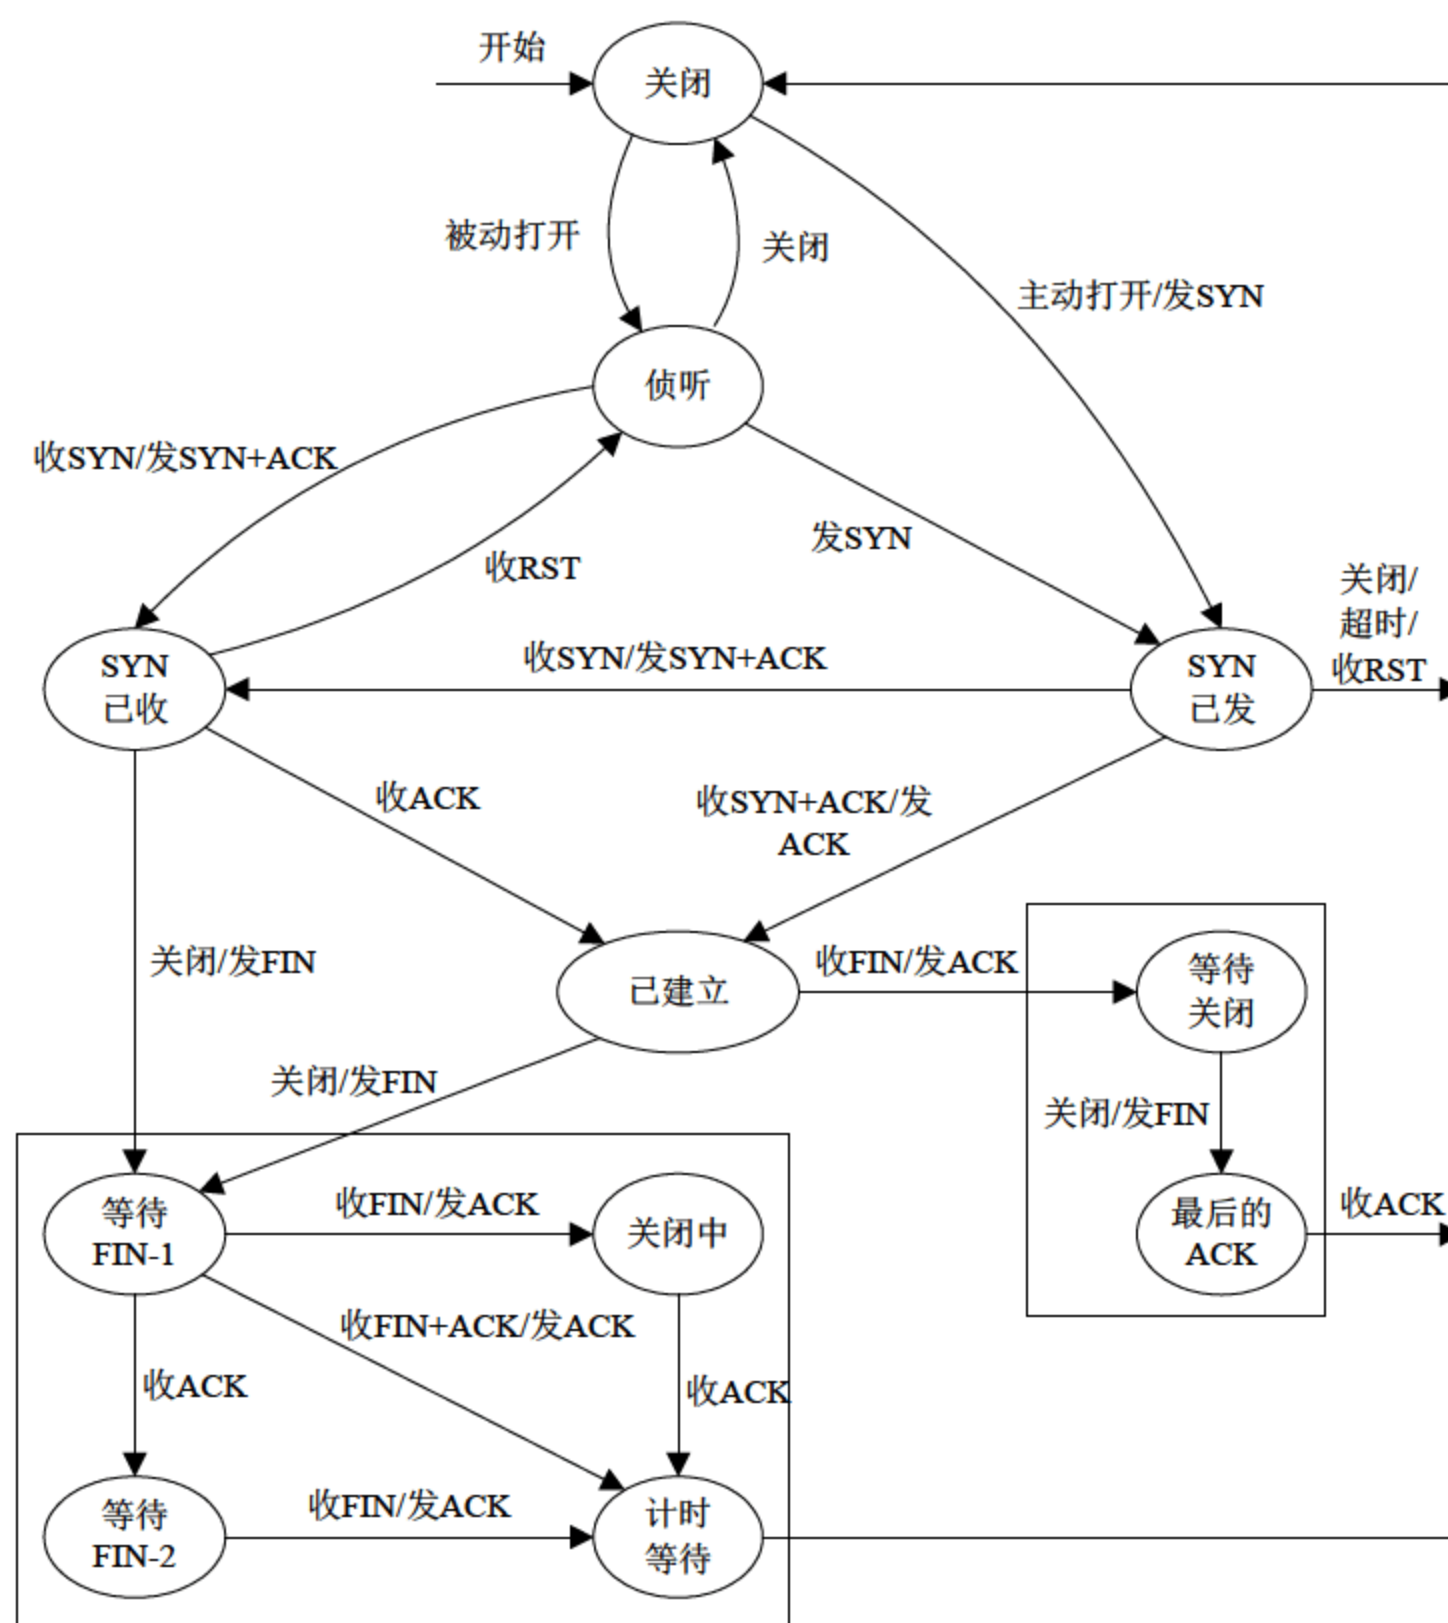 开始
关闭
被动打开
关闭
主动打开/发SYN
侦听
收SYN/发SYN+ACK
发SYN
收RST
关闭/
超时/
收RST
SYN
已收
收SYN/发SYN+ACK
SYN
已发
收ACK
收SYN+ACK/发
ACK
关闭/发FIN
已建立
收FIN/发ACK
等待
关闭
关闭/发FIN
关闭/发FIN
等待
FIN-1
收FIN/发ACK
关闭中
最后的
ACK
收ACK
收FIN+ACK/发ACK
收ACK
收ACK
等待
FIN-2
收FIN/发ACK
计时
等待